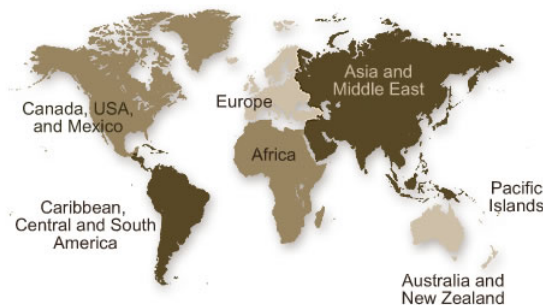 Asia and
Middle East
Europe
Canada, USA,
and Mexico
Africa
Pacific
Islands
Caribbean,
Central and South
America
Australia and
New Zealand